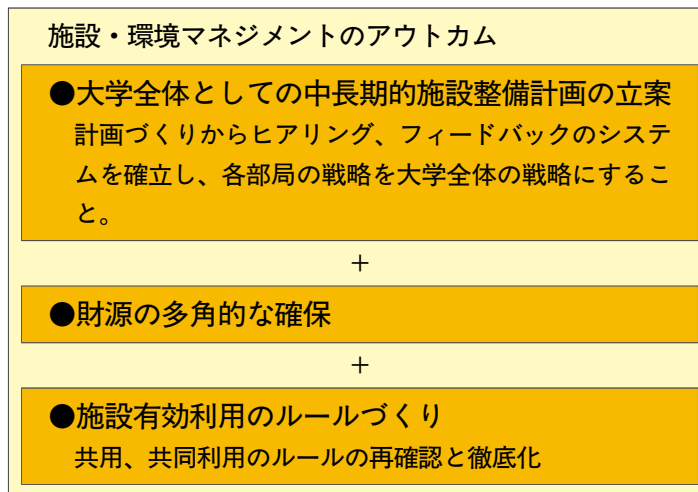 施設・環境マネジメントのアウトカム
●大学全体としての中長期的施設整備計画の立案
計画づくりからヒアリング、フィードバックのシステ
ムを確立し、各部局の戦略を大学全体の戦略にするこ
と。
+
●財源の多角的な確保
+
●施設有効利用のルールづくり
共用、共同利用のルールの再確認と徹底化